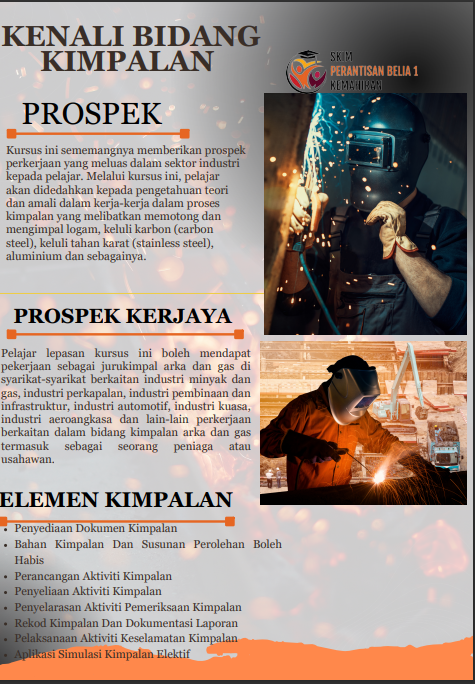 KENALI BIDANG
KIMPALAN
SKIM
PERANTISAN BELIA 1
KEMAHIRAN
PROSPEK
Kursus ini sememangnya memberikan prospek
perkerjaan yang meluas dalam sektor industri
kepada pelajar. Melalui kursus ini, pelajar
akan didedahkan kepada pengetahuan teori
dan amali dalam kerja-kerja dalam proses
kimpalan yang melibatkan memotong dan
mengimpal logam, keluli karbon (carbon
steel), keluli tahan karat (stainless steel),
aluminium dan sebagainya.
PROSPEK KERJAYA
Pelajar lepasan kursus ini boleh mendapat
pekerjaan sebagai jurukimpal arka dan gas di
syarikat-syarikat berkaitan industri minyak dan
gas, industri perkapalan, industri pembinaan dan
infrastruktur, industri automotif, industri kuasa,
industri aeroangkasa dan lain-lain perkerjaan
berkaitan dalam bidang kimpalan arka dan gas
termasuk sebagai seorang peniaga atau
usahawan.
ELEMEN KIMPALAN
• Penyediaan Dokumen Kimpalan
• Bahan Kimpalan Dan Susunan Perolehan Boleh
Habis
• Perancangan Aktiviti Kimpalan
• Penyeliaan Aktiviti Kimpalan
• Penyelarasan Aktiviti Pemeriksaan Kimpalan
• Rekod Kimpalan Dan Dokumentasi Laporan
• Pelaksanaan Aktiviti Keselamatan Kimpalan
• Aplikasi Simulasi Kimpalan Elektif